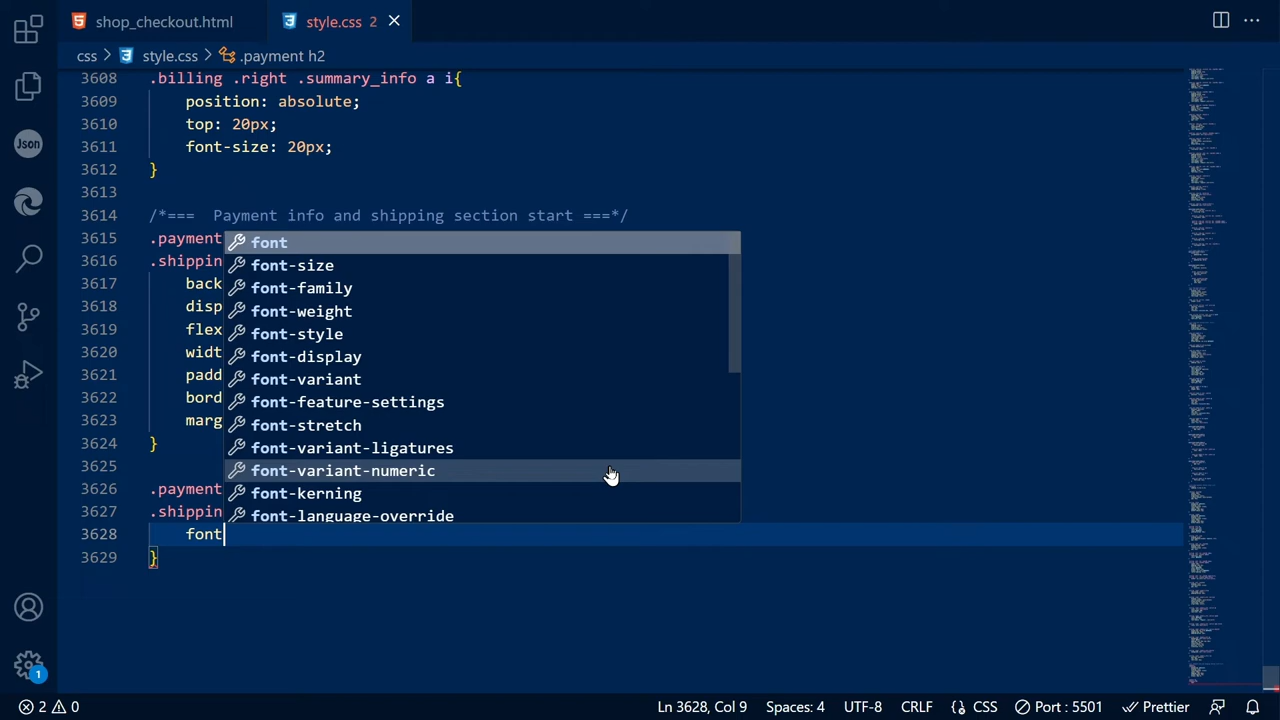 shop_checkout.html
style.css 2
css > style.css > .payment h2
3608 .billing .right .summary_info a i{
3609 position: absolute;
3610 top: 20px;
3611 font-size: 20px;
3612 }
3613
3614 /*=== Payment info and shipping section start ===*/
3615 .payment
3616 .shippin
3617 back
3618 disp
3619 flex
3620 widt
3621 padd
3622 bord
3623 marg
3624 }
3625
3626 .payment
3627 .shippin
3628 font
3629 }
font
font-size
font-family
font-weight
font-style
font-display
font-variant
font-feature-settings
font-stretch
font-variant-ligatures
font-variant-numeric
font-kerning
font-language-override
Json
1
2 0
Ln 3628, Col 9
Spaces: 4
UTF-8
CRLF
{} CSS
Port : 5501
Prettier